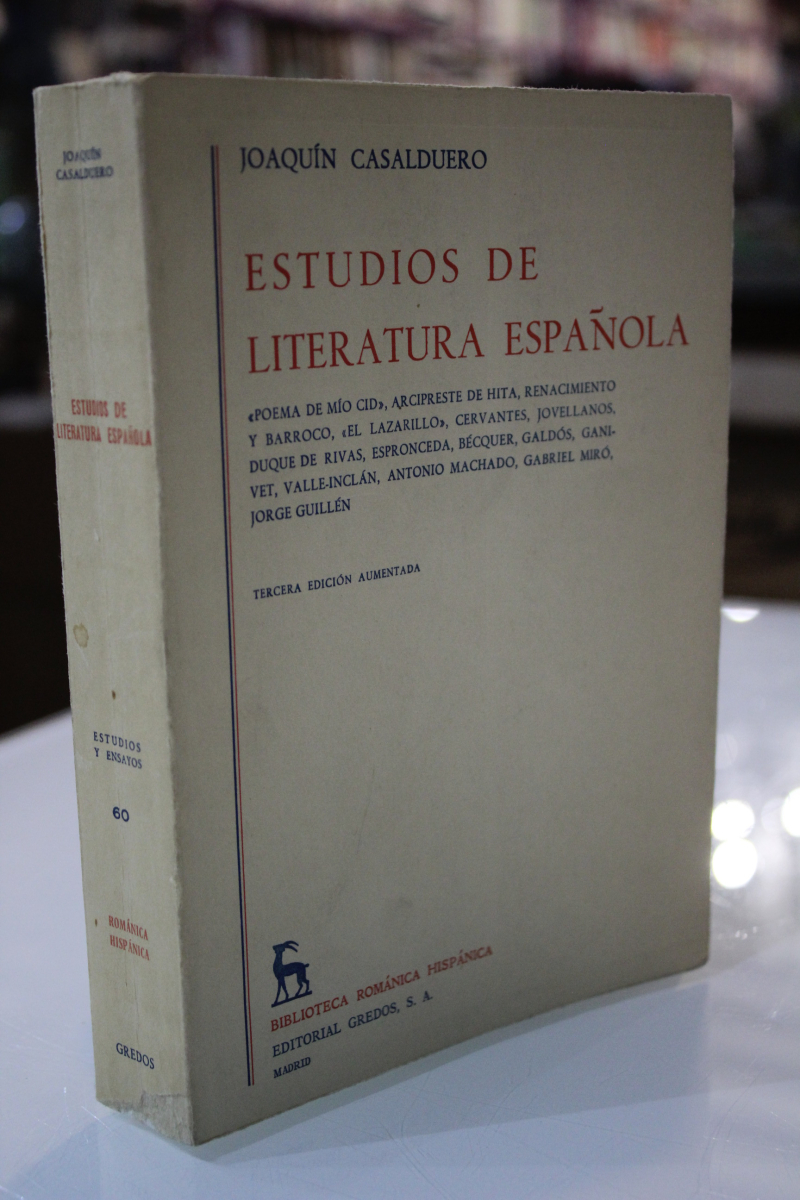 JOAQUÍN
CASALDUERO
ESTUDIOS DE
LITERATURA ESPAÑOLA
ESTUDIOS
Y ENSAYOS
60
ROMÁNICA
HISPÁNICA
GREDOS
JOAQUÍN CASALDUERO
ESTUDIOS DE
LITERATURA ESPAÑOLA
«POEMA DE MÍO CID», ARCIPRESTE DE HITA, RENACIMIENTO
Y BARROCO, «EL LAZARILLO», CERVANTES, JOVELLANOS,
DUQUE DE RIVAS, ESPRONCEDA, BÉCQUER, GALDÓS, GANI-
VET, VALLE-INCLÁN, ANTONIO MACHADO, GABRIEL MIRÓ,
JORGE GUILLÉN
TERCERA EDICIÓN AUMENTADA
BIBLIOTECA ROMÁNICA HISPÁNICA
EDITORIAL GREDOS, S. A.
MADRID